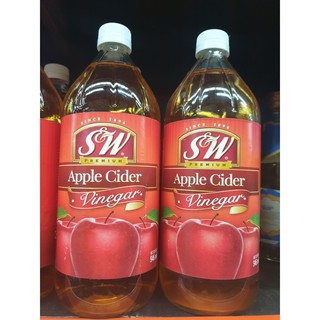 SINCE 1896
S&W®
PREMIUM
Apple Cider
Vinegar
SINCE 1896
S&W®
PREMIUM
Apple Cider
Vinegar